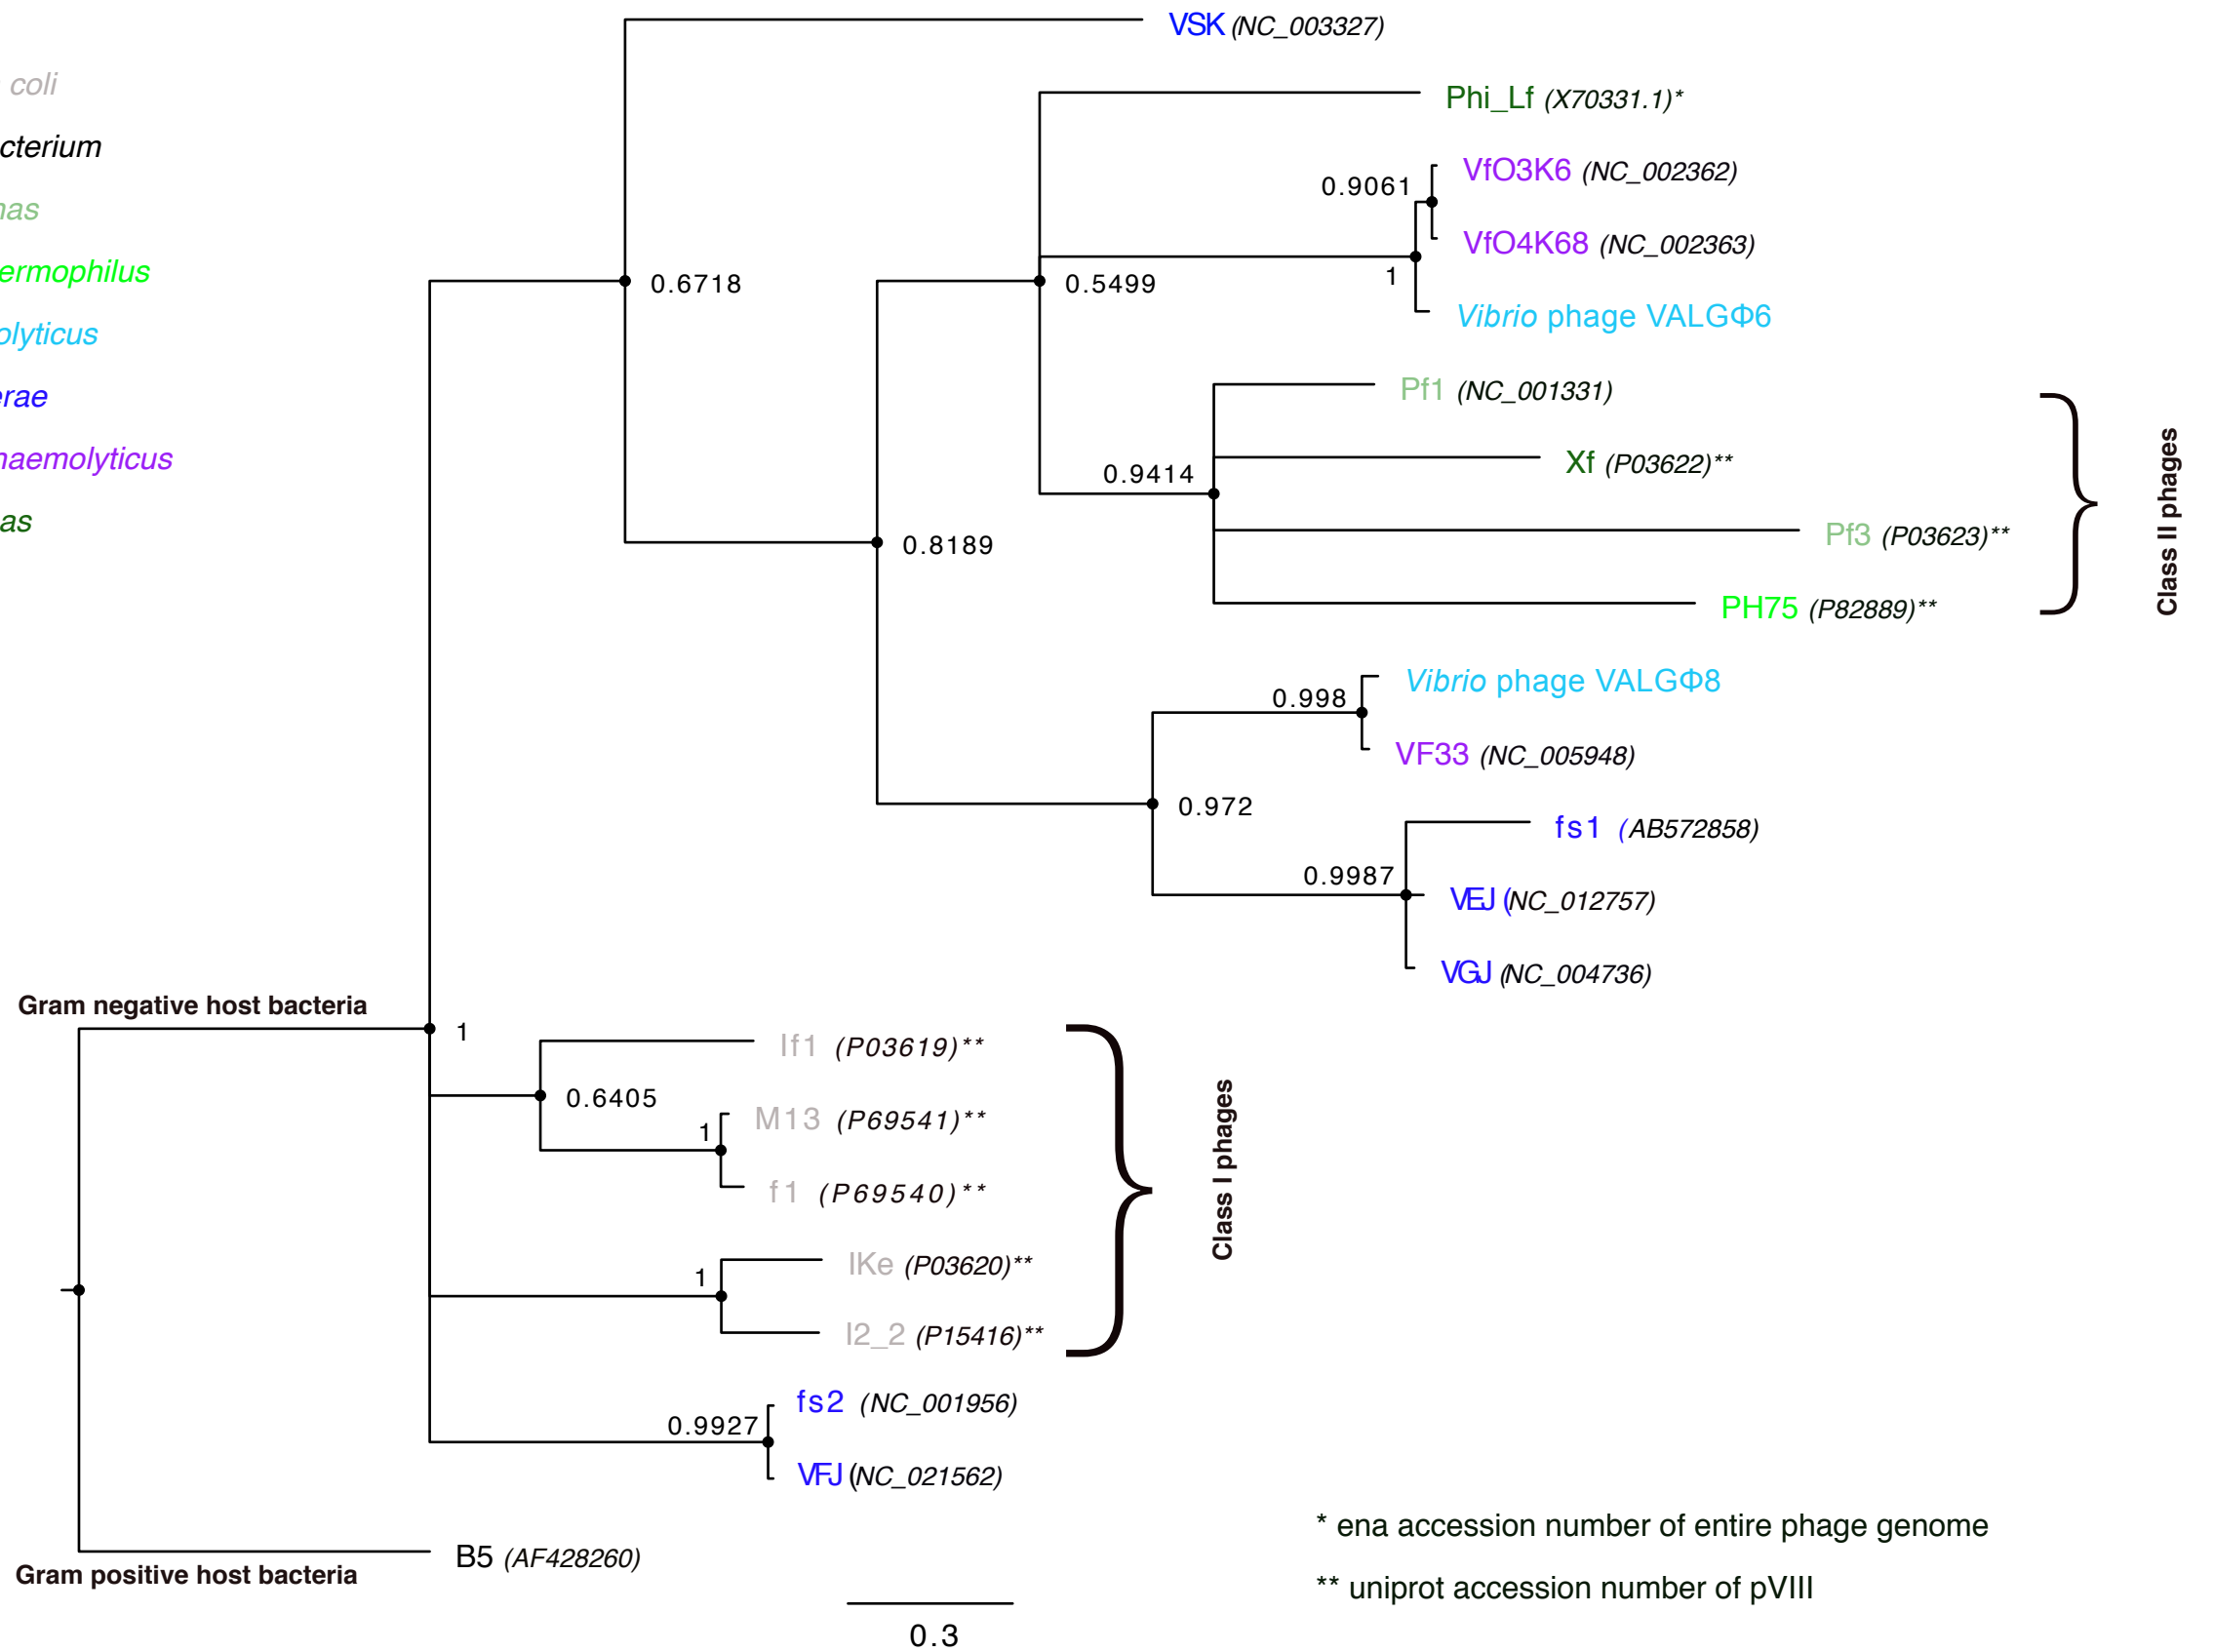 VSK (NC_003327)
coli
Phi_Lf (X70331.1)*
cterium
VfO3K6 (NC_002362)
0.9061
nas
VfO4K68 (NC_002363)
ermophilus
0.6718
0.5499
1
Vibrio phage VALGΦ6
olyticus
Pf1 (NC_001331)
erae
haemolyticus
Xf (P03622)**
0.9414
Class II phages
as
Pf3 (P03623)**
0.8189
PH75 (P82889)**
Vibrio phage VALGΦ8
0.998
VF33 (NC_005948)
0.972
fs1 (AB572858)
0.9987
VEJ (NC_012757)
VGJ (NC_004736)
Gram negative host bacteria
1
If1 (P03619)**
0.6405
M13 (P69541)**
1
f1 (P69540)**
Class I phages
IKe (P03620)**
1
I2_2 (P15416)**
fs2 (NC_001956)
0.9927
VFJ (NC_021562)
* ena accession number of entire phage genome
B5 (AF428260)
Gram positive host bacteria
** uniprot accession number of pVIII
0.3